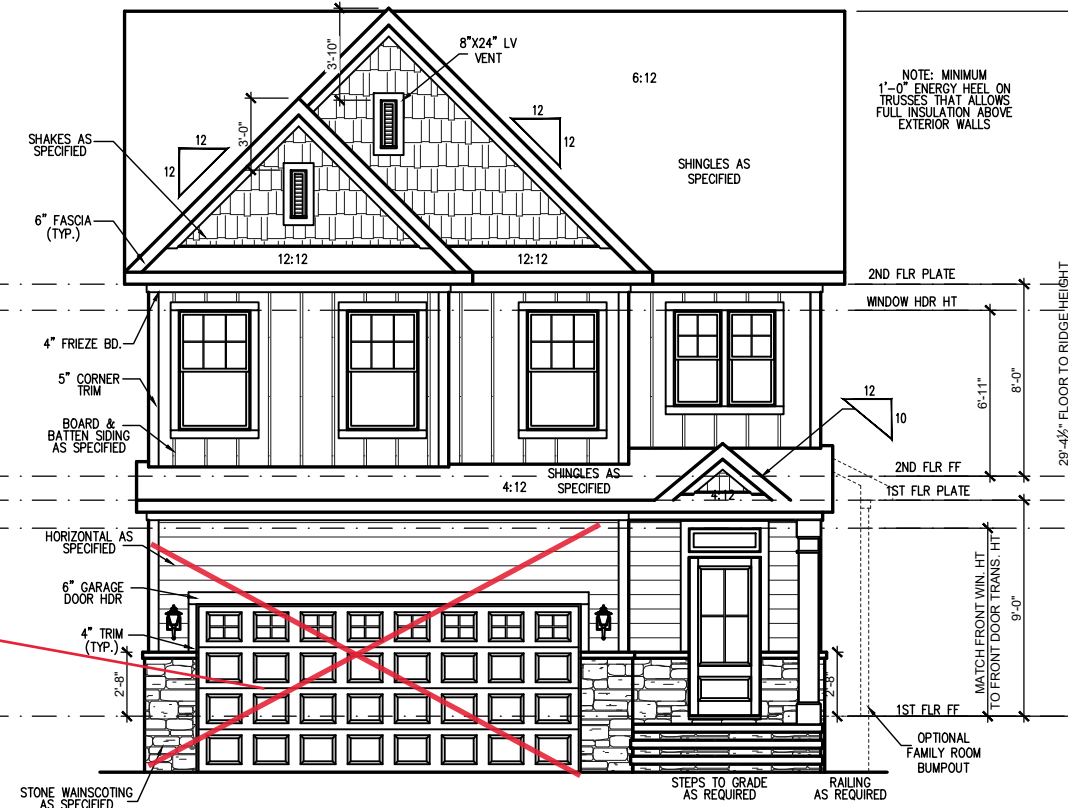 3'-10"
8"X24" LV
VENT
6:12
NOTE: MINIMUM
1'-0" ENERGY HEEL ON
TRUSSES THAT ALLOWS
FULL INSULATION ABOVE
EXTERIOR WALLS
12
12
3'-0"
12
12
SHAKES AS
SPECIFIED
SHINGLES AS
SPECIFIED
6" FASCIA
(TYP.)
12:12
12:12
2ND FLR PLATE
WINDOW HDR HT
29'-4½" FLOOR TO RIDGE HEIGHT
4" FRIEZE BD.
5" CORNER
TRIM
6'-11"
8'-0"
BOARD &
BATTEN SIDING
AS SPECIFIED
12
10
2ND FLR FF
SHINGLES AS
SPECIFIED
4:12
4:12
1ST FLR PLATE
HORIZONTAL AS
SPECIFIED
6" GARAGE
DOOR HDR
4" TRIM
(TYP.)
MATCH FRONT WIN. HT
TO FRONT DOOR TRANS. HT
9'-0"
2'-8"
2'-8"
1ST FLR FF
OPTIONAL
FAMILY ROOM
BUMPOUT
STONE WAINSCOTING
AS SPECIFIED
STEPS TO GRADE
AS REQUIRED
RAILING
AS REQUIRED